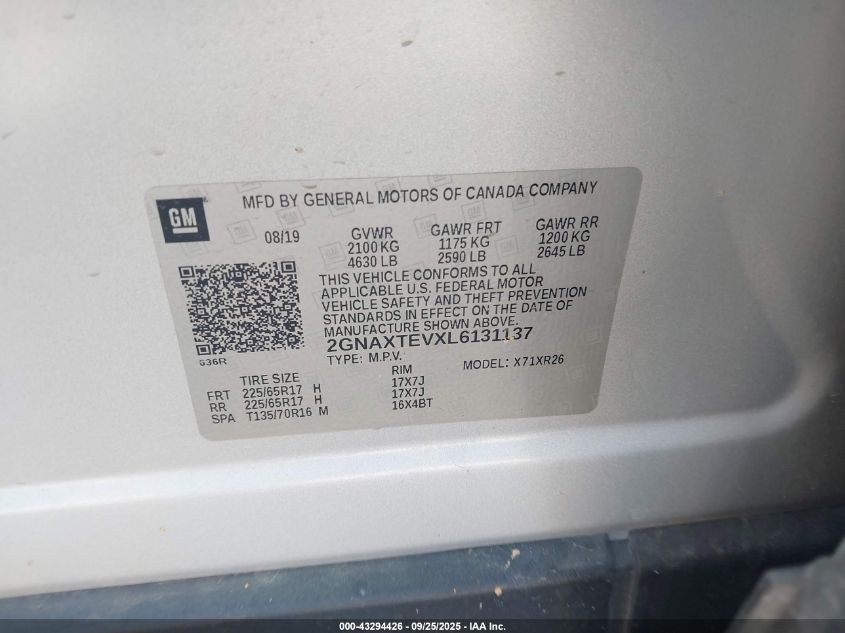 MFD BY GENERAL MOTORS OF CANADA COMPANY
GM
08/19 GVWR GAWR FRT GAWR RR
2100 KG 1175 KG 1200 KG
4630 LB 2590 LB 2645 LB
THIS VEHICLE CONFORMS TO ALL
APPLICABLE U.S. FEDERAL MOTOR
VEHICLE SAFETY AND THEFT PREVENTION
STANDARDS IN EFFECT ON THE DATE OF
MANUFACTURE SHOWN ABOVE.
2GNAXTEVXL6131137
636R
TYPE: M.P.V. MODEL: X71XR26
TIRE SIZE RIM
FRT 225/65R17 H 17X7J
RR 225/65R17 H 17X7J
SPA T135/70R16 M 16X4BT
000-43294426 - 09/25/2025 - IAA Inc.